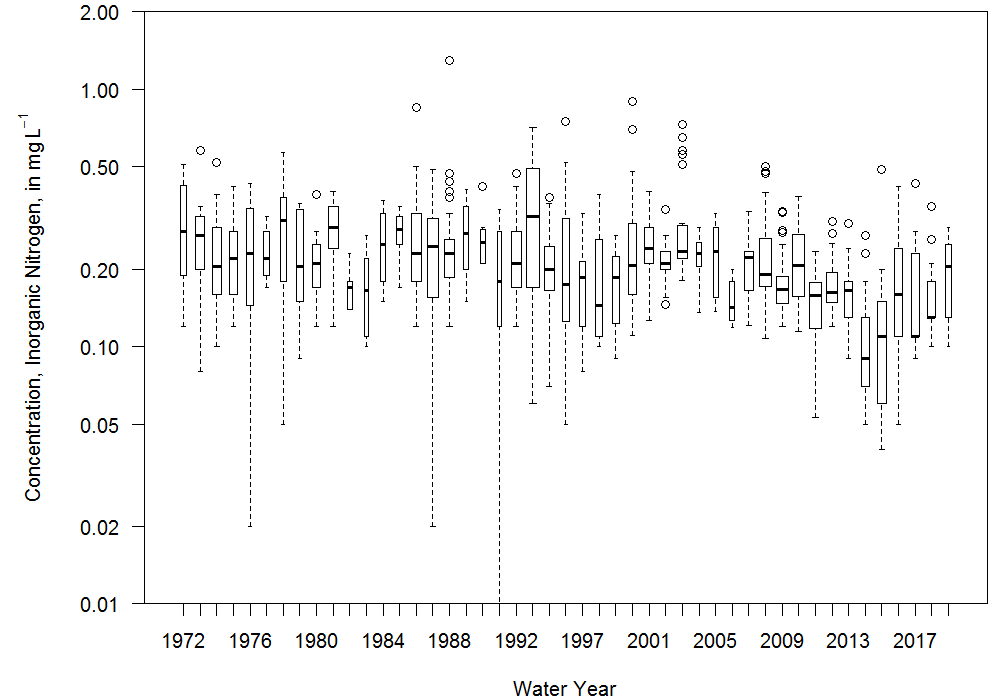 Concentration, Inorganic Nitrogen, in mg L⁻¹
2.00
1.00
0.50
0.20
0.10
0.05
0.02
0.01
1972 1976 1980 1984 1988 1992 1997 2001 2005 2009 2013 2017
Water Year